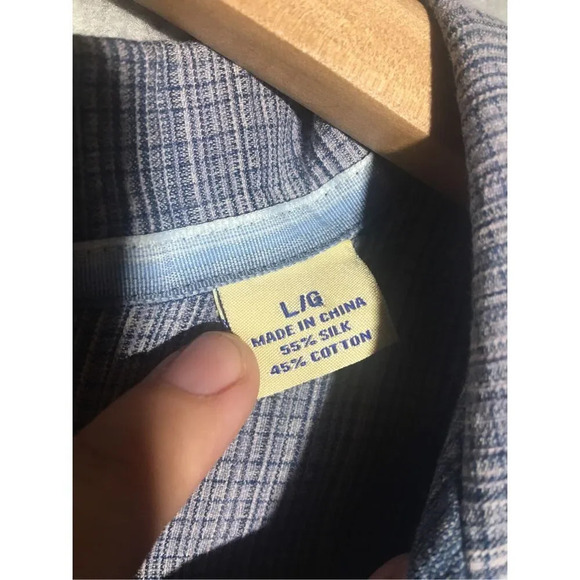 L/G
MADE IN CHINA
55% SILK
45% COTTON